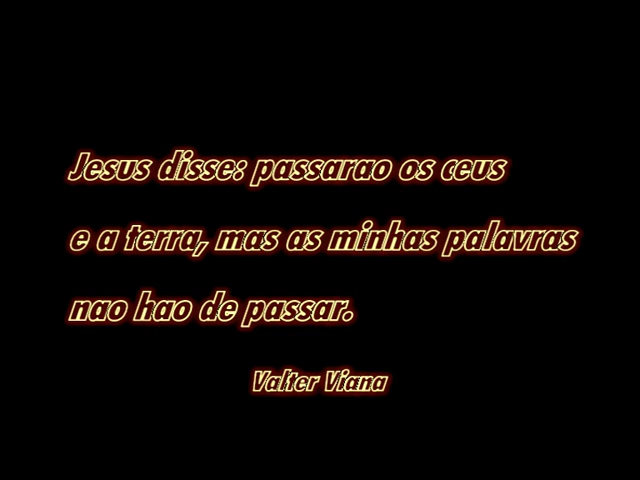 Jesus disse: passarao os ceus
e a terra, mas as minhas palavras
nao hao de passar.
Valter Viana